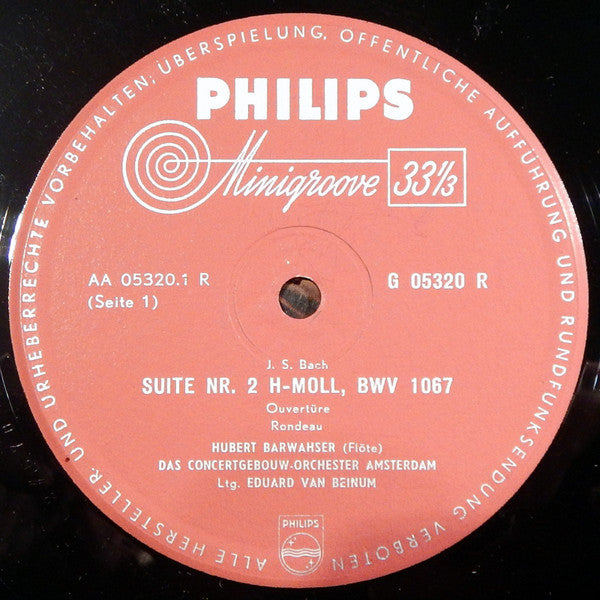 ALLE HERSTELLER- UND URHEBERRECHTE VORBEHALTEN; ÜBERSPIELUNG, ÖFFENTLICHE AUFFÜHRUNG UND RUNDFUNKSENDUNG VERBOTEN
PHILIPS
Minigroove 33⅓
AA 05320.1 R
(Seite 1)
G 05320 R
J. S. Bach
SUITE NR. 2 H-MOLL, BWV 1067
Ouvertüre
Rondeau
HUBERT BARWAHSER (Flöte)
DAS CONCERTGEBOUW-ORCHESTER AMSTERDAM
Ltg. EDUARD VAN BEINUM
PHILIPS